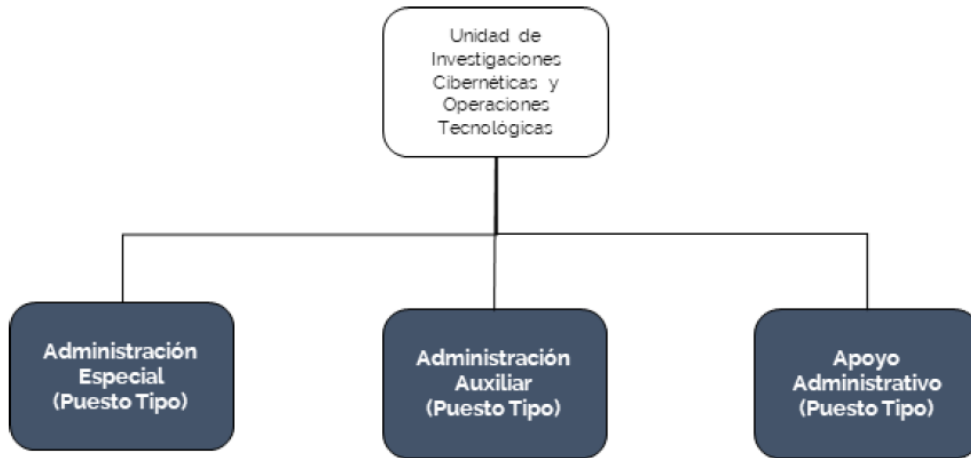 Unidad de
Investigaciones
Cibernéticas y
Operaciones
Tecnológicas
Administración
Especial
(Puesto Tipo)
Administración
Auxiliar
(Puesto Tipo)
Apoyo
Administrativo
(Puesto Tipo)